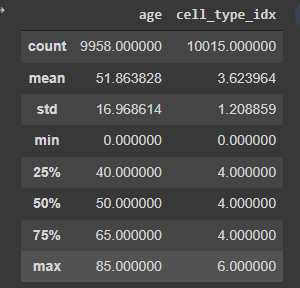 age cell_type_idx
count 9958.000000 10015.000000
mean 51.863828 3.623964
std 16.968614 1.208859
min 0.000000 0.000000
25% 40.000000 4.000000
50% 50.000000 4.000000
75% 65.000000 4.000000
max 85.000000 6.000000